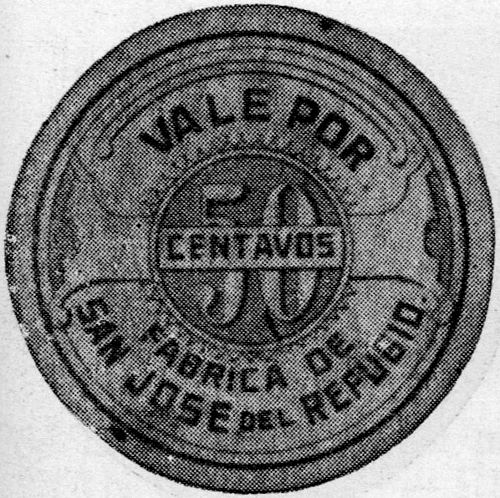 VALE POR
50
CENTAVOS
FABRICA DE
SAN JOSE DEL REFUGIO.